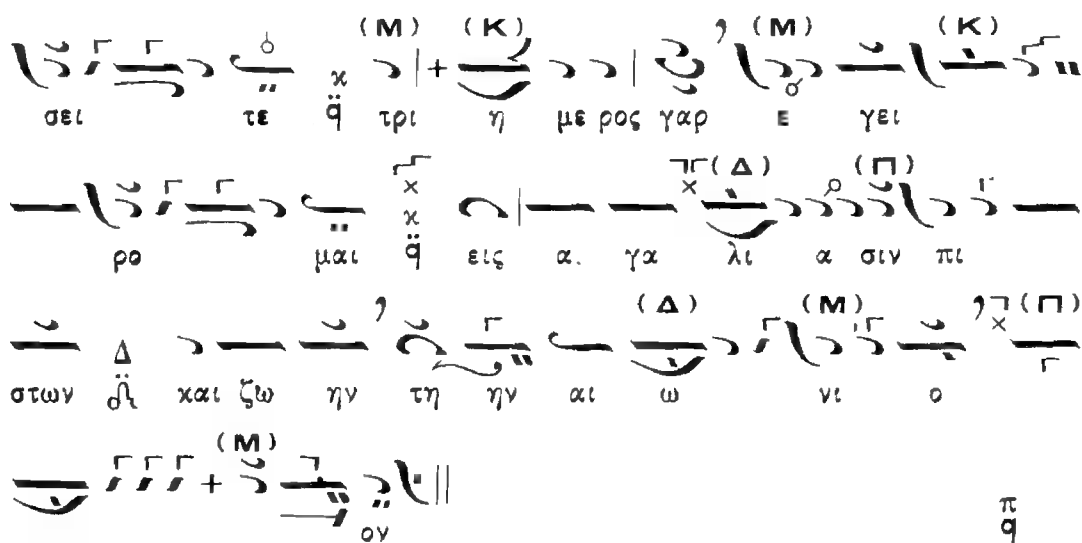 (Μ) (Κ) (Μ) (Κ)
σει τε χ̈ q τρι η με ρος γαρ Ε γει
(Δ) (Π)
ρο μαι χ̈ q εις α. γα λι α σιν πι
(Δ) (Μ) (Π)
στων Δ και ζω ην τη ην αι ω νι ο
(Μ)
ον
π q